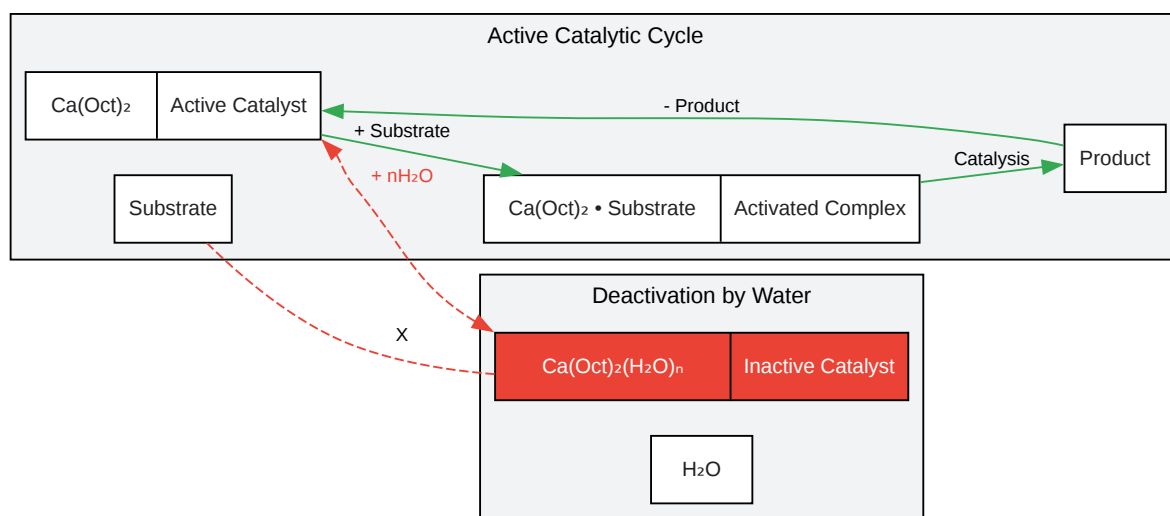 Active Catalytic Cycle
Ca(Oct)₂
Active Catalyst
- Product
+ Substrate
Catalysis
Product
+ nH₂O
Substrate
Ca(Oct)₂ • Substrate
Activated Complex
Deactivation by Water
X
Ca(Oct)₂(H₂O)ₙ
Inactive Catalyst
H₂O